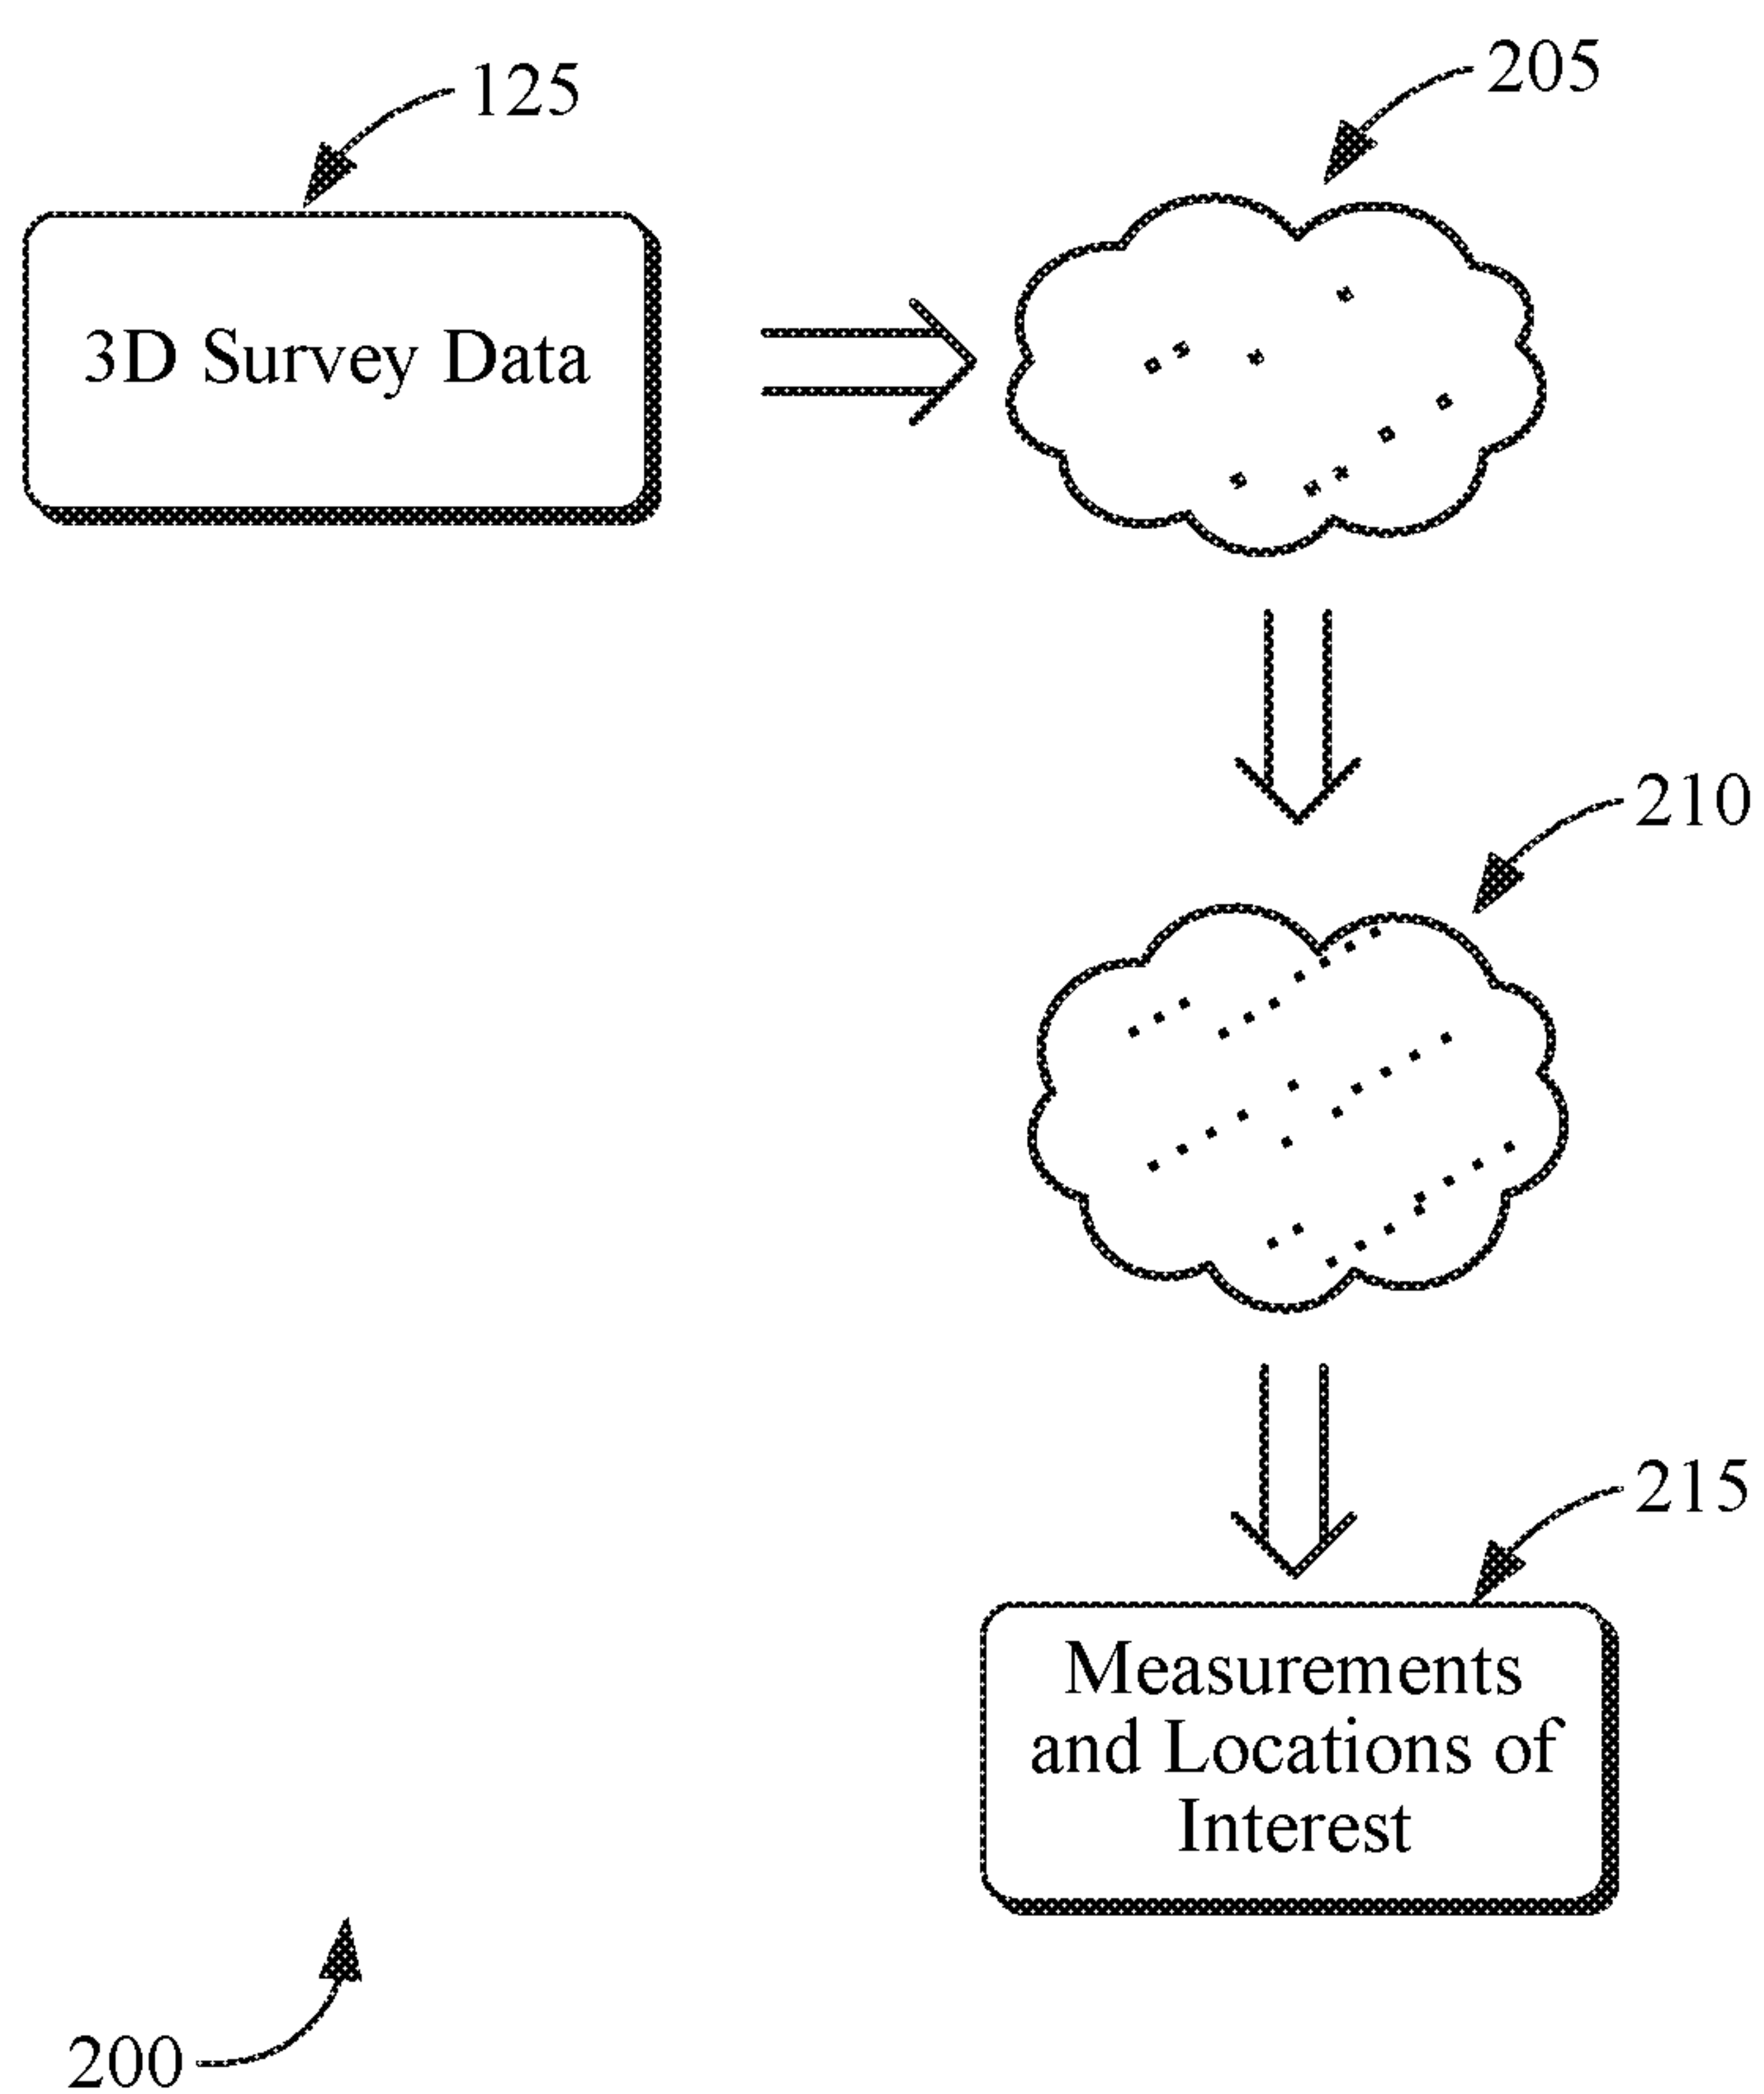 125
205
3D Survey Data
210
215
Measurements
and Locations of
Interest
200